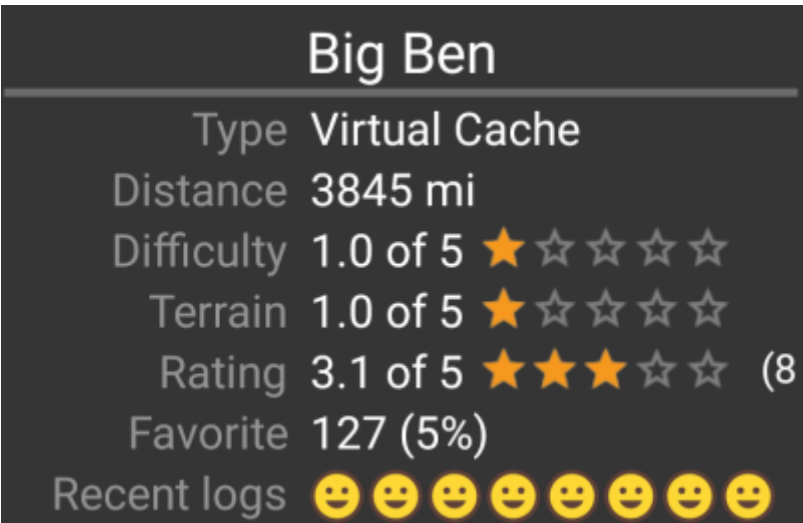 Big Ben
Type Virtual Cache
Distance 3845 mi
Difficulty 1.0 of 5
Terrain 1.0 of 5
Rating 3.1 of 5 (8
Favorite 127 (5%)
Recent logs